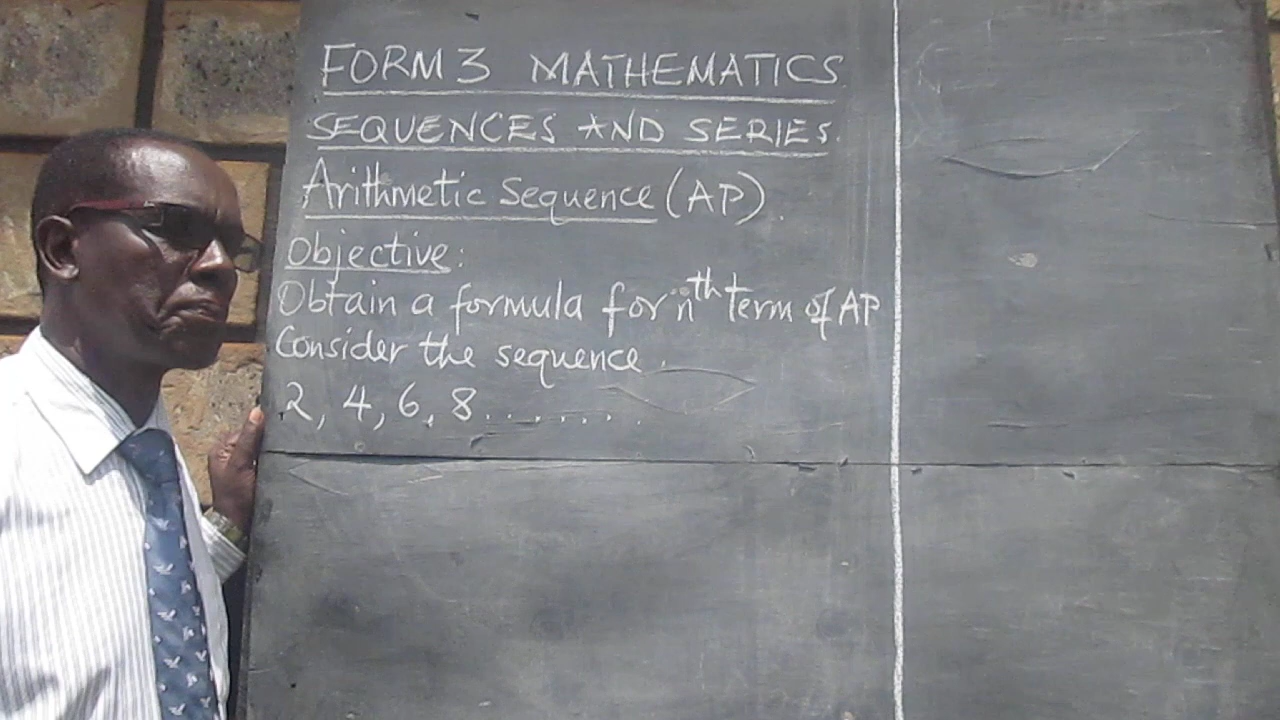 FORM 3 MATHEMATICS
SEQUENCES AND SERIES.
Arithmetic Sequence (AP).
Objective:
Obtain a formula for nth term of AP
Consider the sequence.
2, 4, 6, 8.........